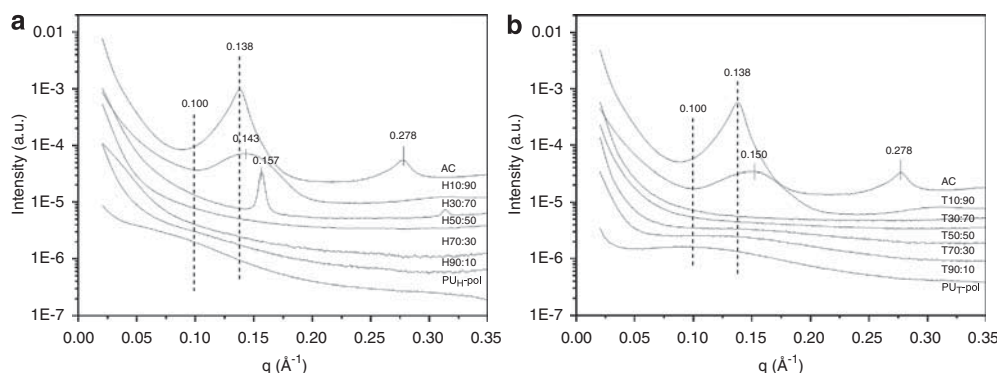 a
0.01
1E-3
1E-4
1E-5
1E-6
1E-7
0.138
0.100
0.143
0.157
0.278
AC
H10:90
H30:70
H50:50
H70:30
H90:10
PUH-pol
0.00 0.05 0.10 0.15 0.20 0.25 0.30 0.35
q (Å-1)
Intensity (a.u.)
b
0.01
1E-3
1E-4
1E-5
1E-6
1E-7
0.138
0.100
0.150
0.278
AC
T10:90
T30:70
T50:50
T70:30
T90:10
PUT-pol
0.00 0.05 0.10 0.15 0.20 0.25 0.30 0.35
q (Å-1)
Intensity (a.u.)